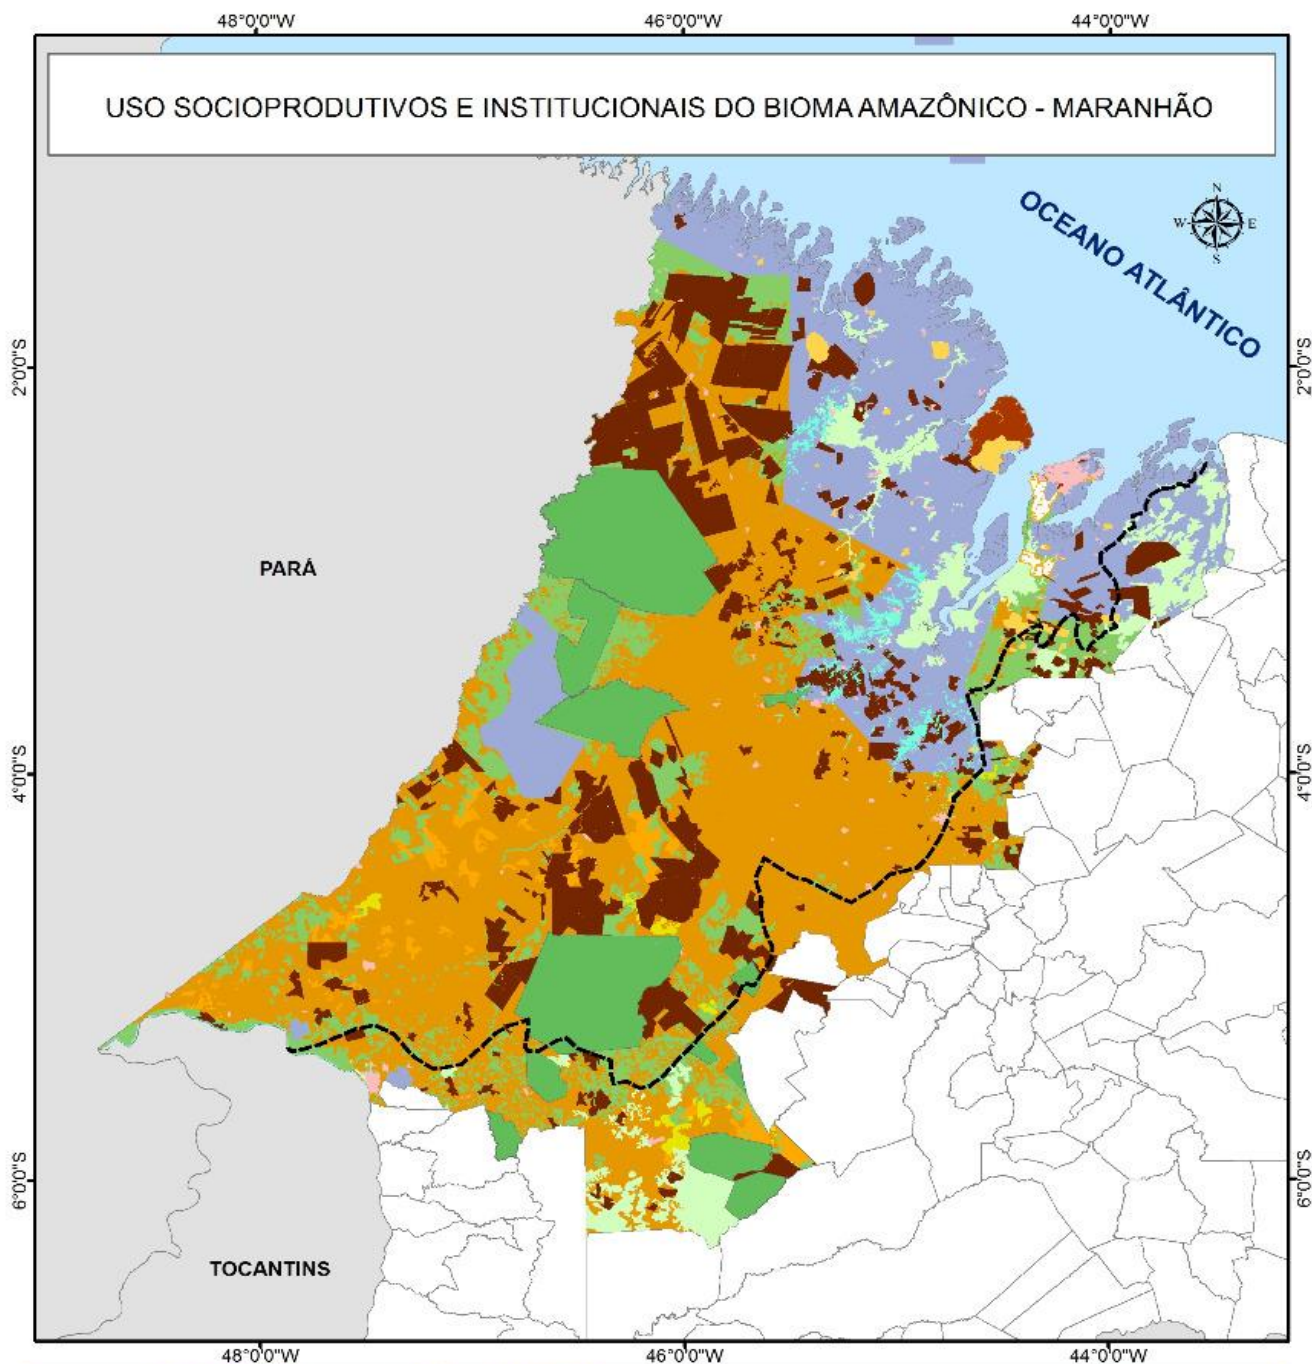 48°0'0"W 46°0'0"W 44°0'0"W
USO SOCIOPRODUTIVOS E INSTITUCIONAIS DO BIOMA AMAZÔNICO - MARANHÃO
N
W E
S
OCEANO ATLÂNTICO
2°0'0"S 2°0'0"S
PARÁ
4°0'0"S 4°0'0"S
6°0'0"S 6°0'0"S
TOCANTINS
48°0'0"W 46°0'0"W 44°0'0"W